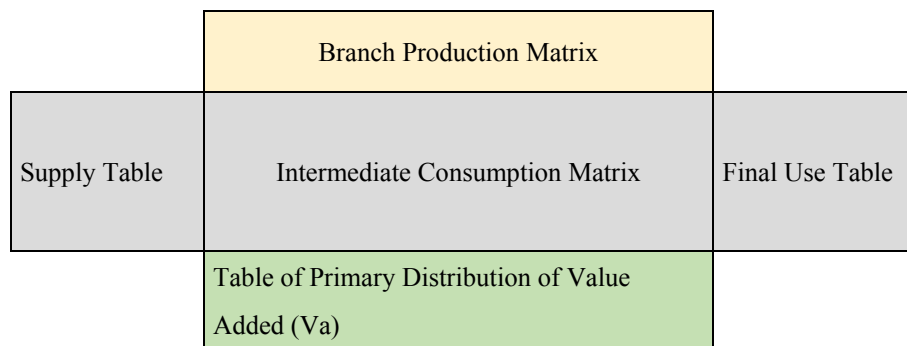 Branch Production Matrix
Supply Table
Intermediate Consumption Matrix
Final Use Table
Table of Primary Distribution of Value
Added (Va)